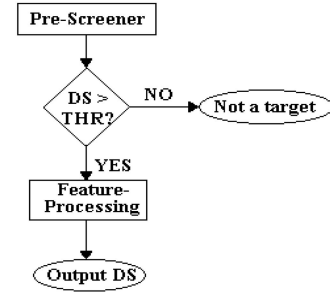 Pre-Screener
DS >
THR?
NO
Not a target
YES
Feature-
Processing
Output DS